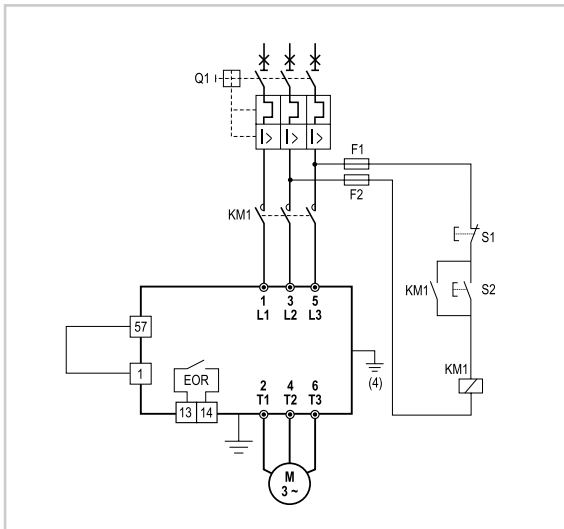 Q1
I> I> I>
F1
F2
KM1
S1
KM1 S2
1 3 5
L1 L2 L3
57
1
EOR
13 14
(4)
KM1
2 4 6
T1 T2 T3
M
3 ~